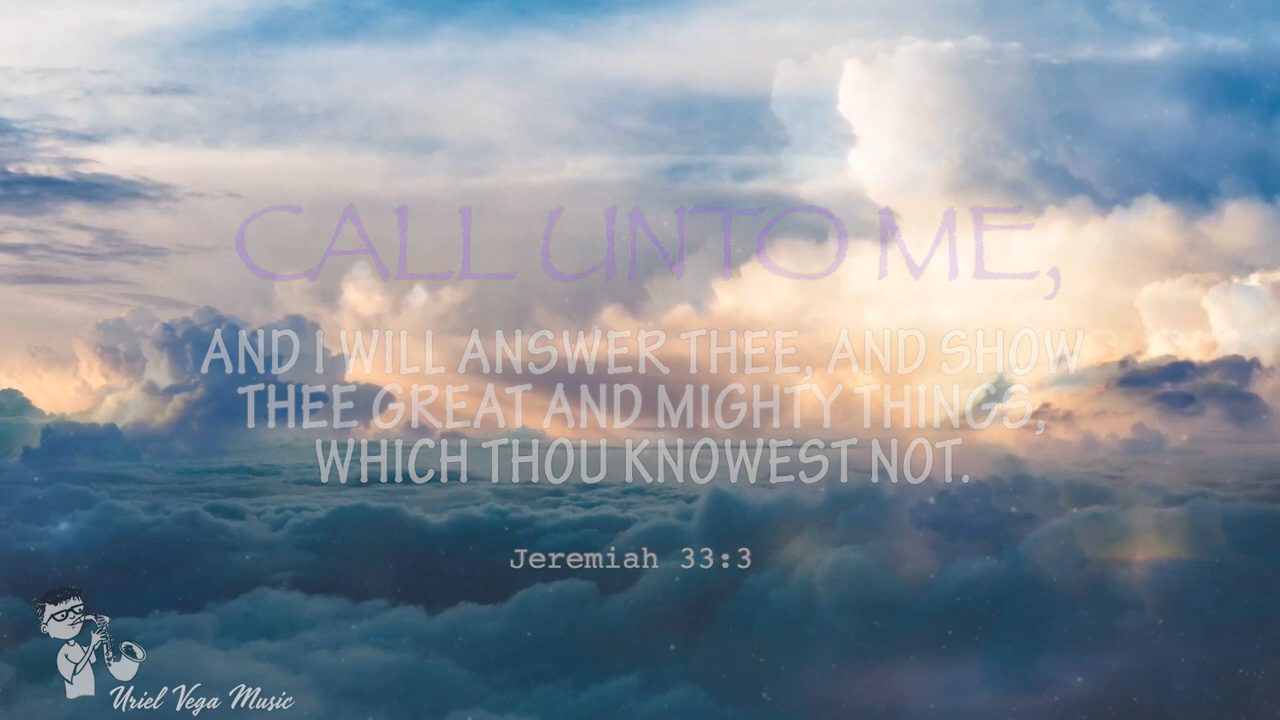 CALL UNTO ME,
AND I WILL ANSWER THEE, AND SHOW
THEE GREAT AND MIGHTY THINGS,
WHICH THOU KNOWEST NOT.
Jeremiah 33:3
Uriel Vega Music